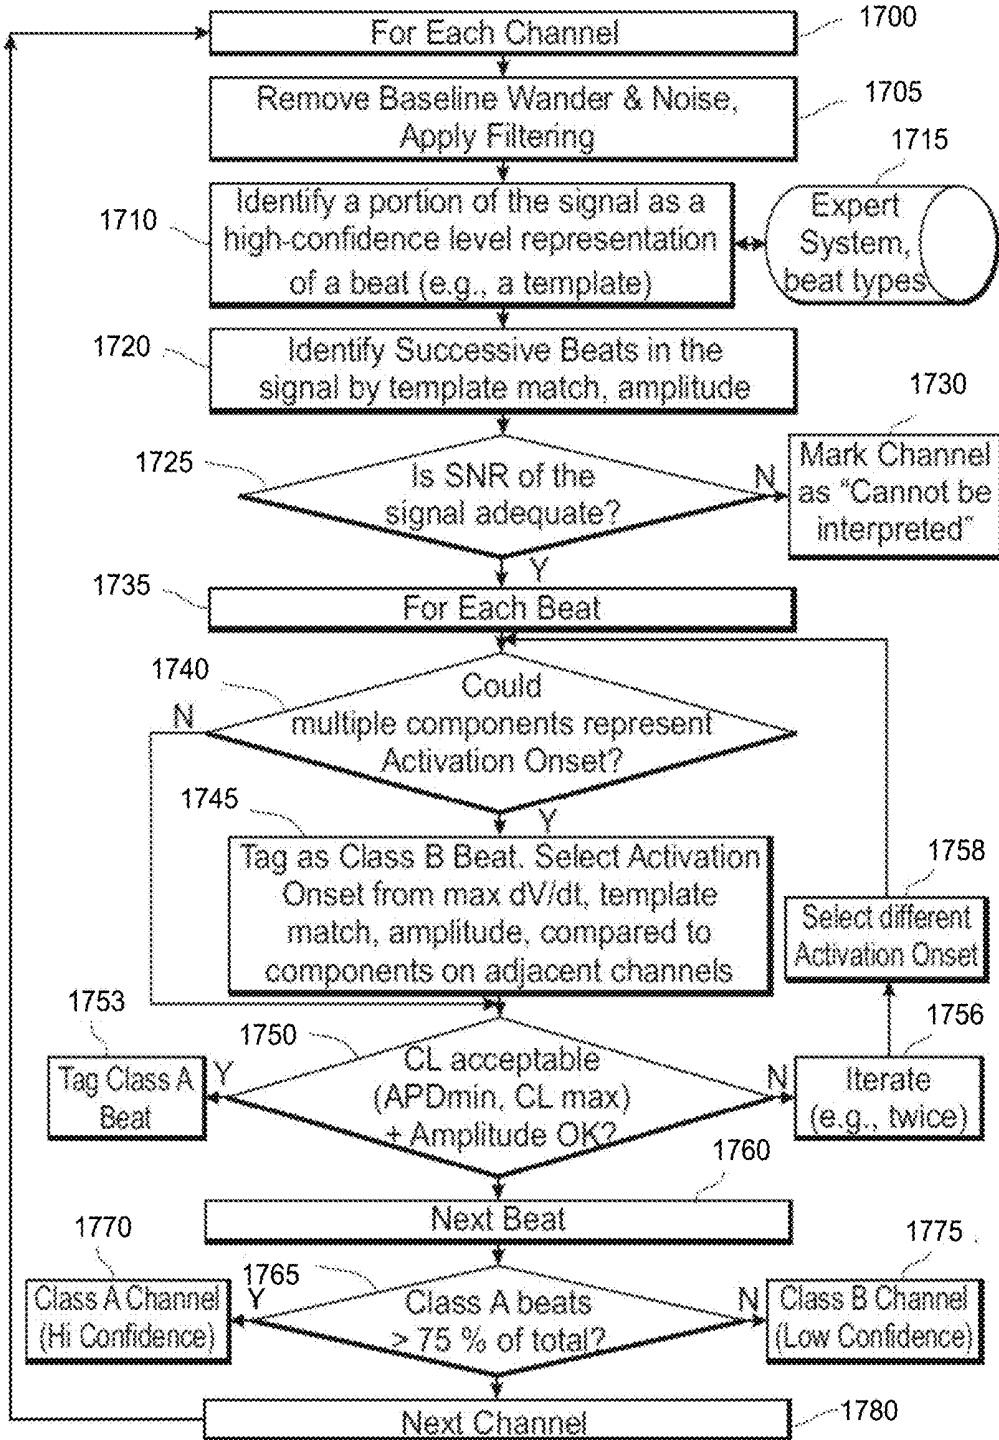 For Each Channel
1700
Remove Baseline Wander & Noise,
Apply Filtering
1705
1710
Identify a portion of the signal as a
high-confidence level representation
of a beat (e.g., a template)
1715
Expert
System,
beat types
1720
Identify Successive Beats in the
signal by template match, amplitude
1725
Is SNR of the
signal adequate?
N
Y
1730
Mark Channel
as "Cannot be
interpreted"
1735
For Each Beat
1740
Could
multiple components represent
Activation Onset?
N
Y
1745
Tag as Class B Beat. Select Activation
Onset from max dV/dt, template
match, amplitude, compared to
components on adjacent channels
1758
Select different
Activation Onset
1753
Tag Class A
Beat
1750
Y
CL acceptable
(APDmin, CL max)
+ Amplitude OK?
N
1756
Iterate
(e.g., twice)
1760
Next Beat
1770
Class A Channel
(Hi Confidence)
1765
Y
Class A beats
> 75 % of total?
N
1775
Class B Channel
(Low Confidence)
Next Channel
1780